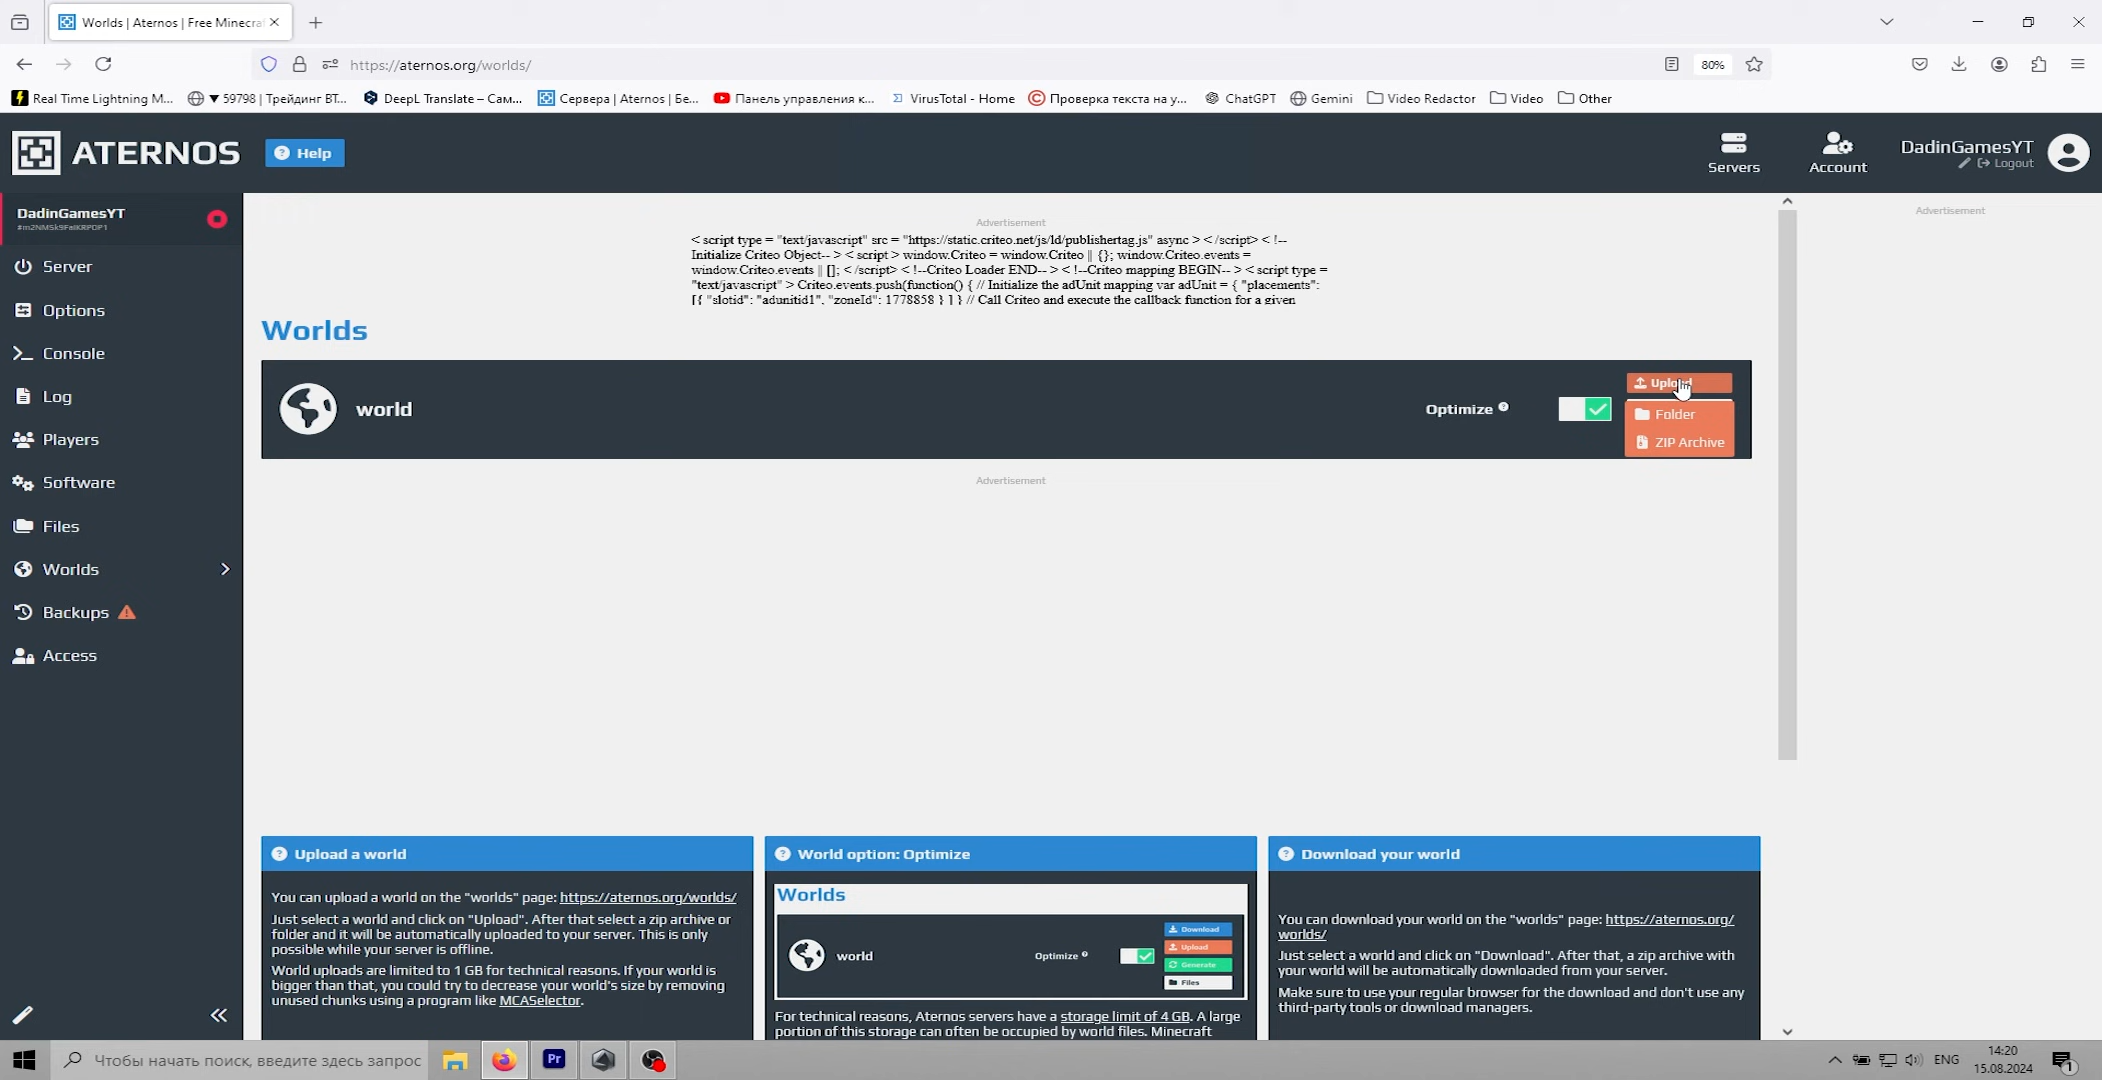 Worlds | Aternos | Free Minecra
https://aternos.org/worlds/
80%
Real Time Lightning M...
▼ 59798 | Трейдинг BT...
DeepL Translate – Сам...
Сервера | Aternos | Бе...
Панель управления к...
VirusTotal - Home
Проверка текста на у...
ChatGPT
Gemini
Video Redactor
Video
Other
ATERNOS
Help
Servers
Account
DadinGamesYT
Logout
DadinGamesYT
Server
Options
Console
Log
Players
Software
Files
Worlds
Backups
Access
Advertisement
Advertisement
< script type = "text/javascript" src = "https://static.criteo.net/js/ld/publishertag.js" async > < /script> < !--
Initialize Criteo Object-- > < script > window.Criteo = window.Criteo || {}; window.Criteo.events =
window.Criteo.events || []; < /script> < !--Criteo Loader END-- > < !--Criteo mapping BEGIN-- > < script type =
"text/javascript" > Criteo.events.push(function() { // Initialize the adUnit mapping var adUnit = { "placements":
[{ "slotid": "adunitid1", "zoneId": 1778858 } ] } // Call Criteo and execute the callback function for a given
Worlds
world
Optimize
Upload
Folder
ZIP Archive
Advertisement
Upload a world
You can upload a world on the "worlds" page: https://aternos.org/worlds/
Just select a world and click on "Upload". After that select a zip archive or
folder and it will be automatically uploaded to your server. This is only
possible while your server is offline.
World uploads are limited to 1 GB for technical reasons. If your world is
bigger than that, you could try to decrease your world's size by removing
unused chunks using a program like MCASelector.
World option: Optimize
Worlds
world
Optimize
Download
Upload
Generate
Files
For technical reasons, Aternos servers have a storage limit of 4 GB. A large
portion of this storage can often be occupied by world files. Minecraft
Download your world
You can download your world on the "worlds" page: https://aternos.org/
worlds/
Just select a world and click on "Download". After that, a zip archive with
your world will be automatically downloaded from your server.
Make sure to use your regular browser for the download and don't use any
third-party tools or download managers.
Чтобы начать поиск, введите здесь запрос
Pr
ENG
14:20
15.08.2024
1